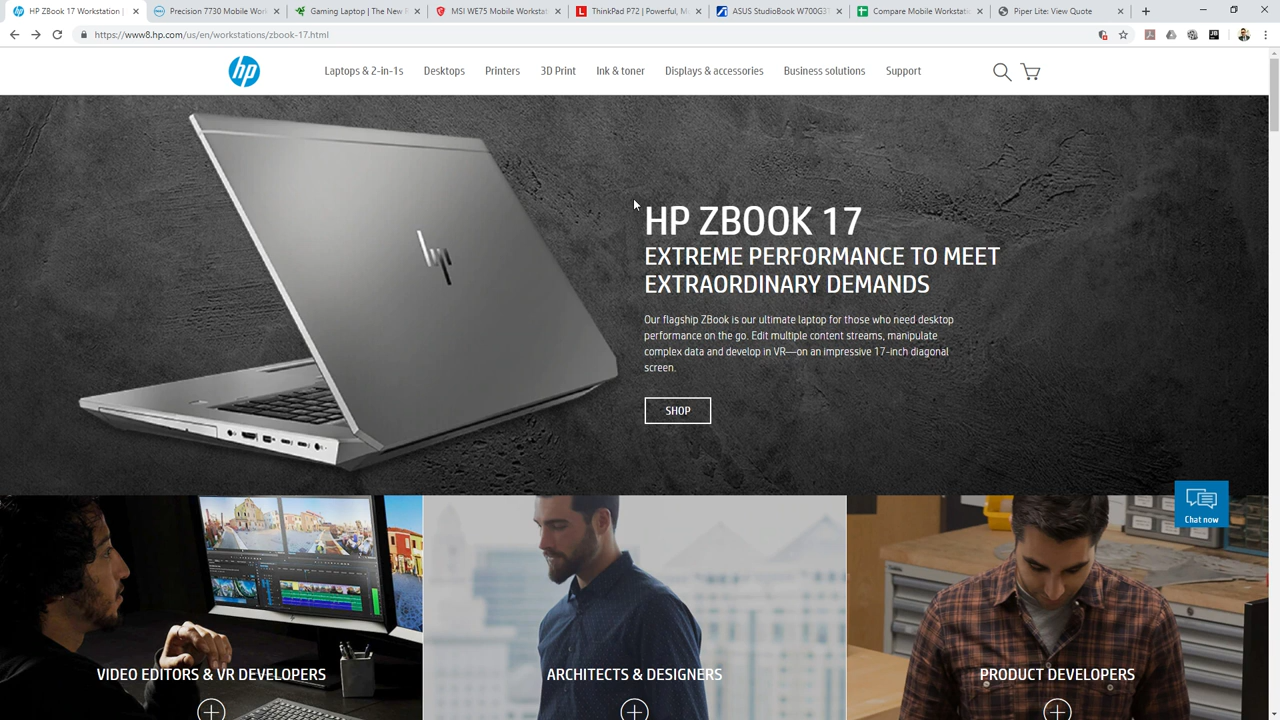 HP ZBook 17 Workstation |
Precision 7730 Mobile Wor
Gaming Laptop | The New R
MSI WE75 Mobile Workstat
ThinkPad P72 | Powerful, M
ASUS StudioBook W700G3T
Compare Mobile Workstati
Piper Lite: View Quote
https://www8.hp.com/us/en/workstations/zbook-17.html
hp
Laptops & 2-in-1s
Desktops
Printers
3D Print
Ink & toner
Displays & accessories
Business solutions
Support
HP ZBOOK 17
EXTREME PERFORMANCE TO MEET
EXTRAORDINARY DEMANDS
Our flagship ZBook is our ultimate laptop for those who need desktop
performance on the go. Edit multiple content streams, manipulate
complex data and develop in VR—on an impressive 17-inch diagonal
screen.
SHOP
Chat now
VIDEO EDITORS & VR DEVELOPERS
ARCHITECTS & DESIGNERS
PRODUCT DEVELOPERS